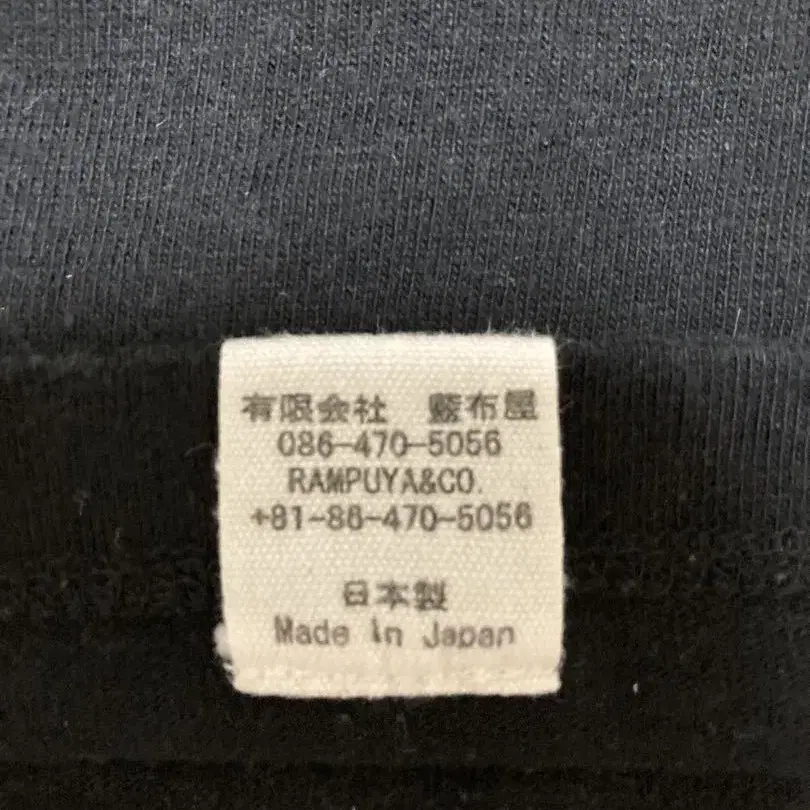 有限会社　藍布屋
086-470-5056
RAMPUYA&CO.
+81-86-470-5056
日本製
Made in Japan